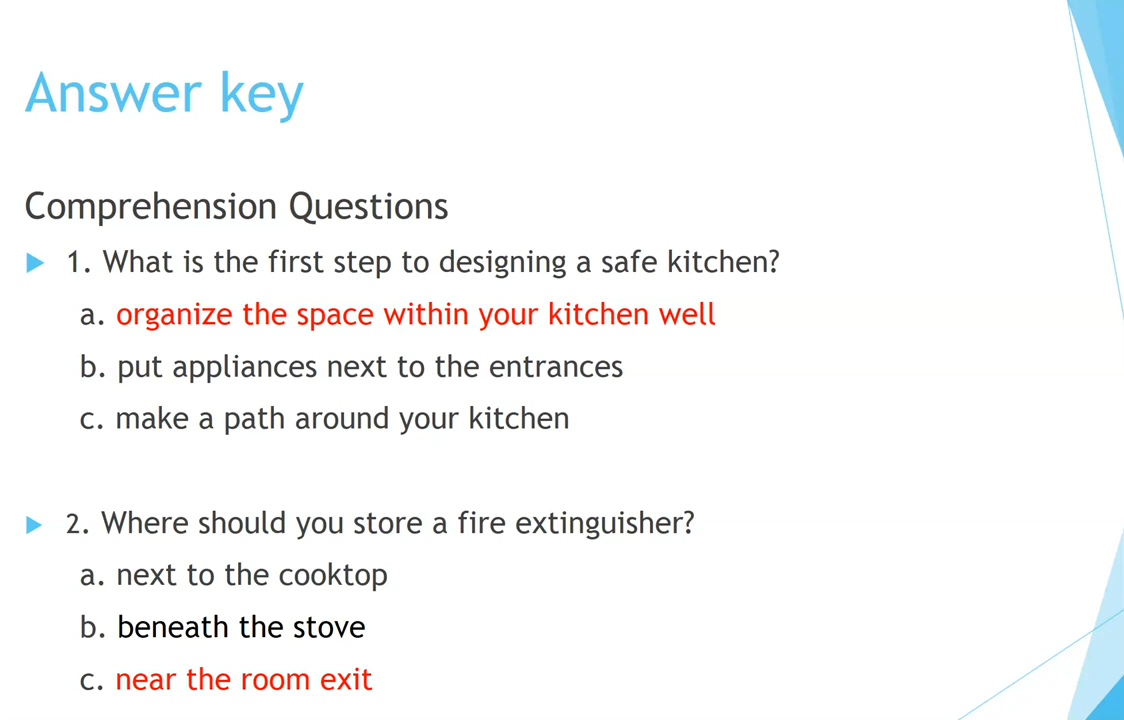 Answer key
Comprehension Questions
1. What is the first step to designing a safe kitchen?
a. organize the space within your kitchen well
b. put appliances next to the entrances
c. make a path around your kitchen
2. Where should you store a fire extinguisher?
a. next to the cooktop
b. beneath the stove
c. near the room exit